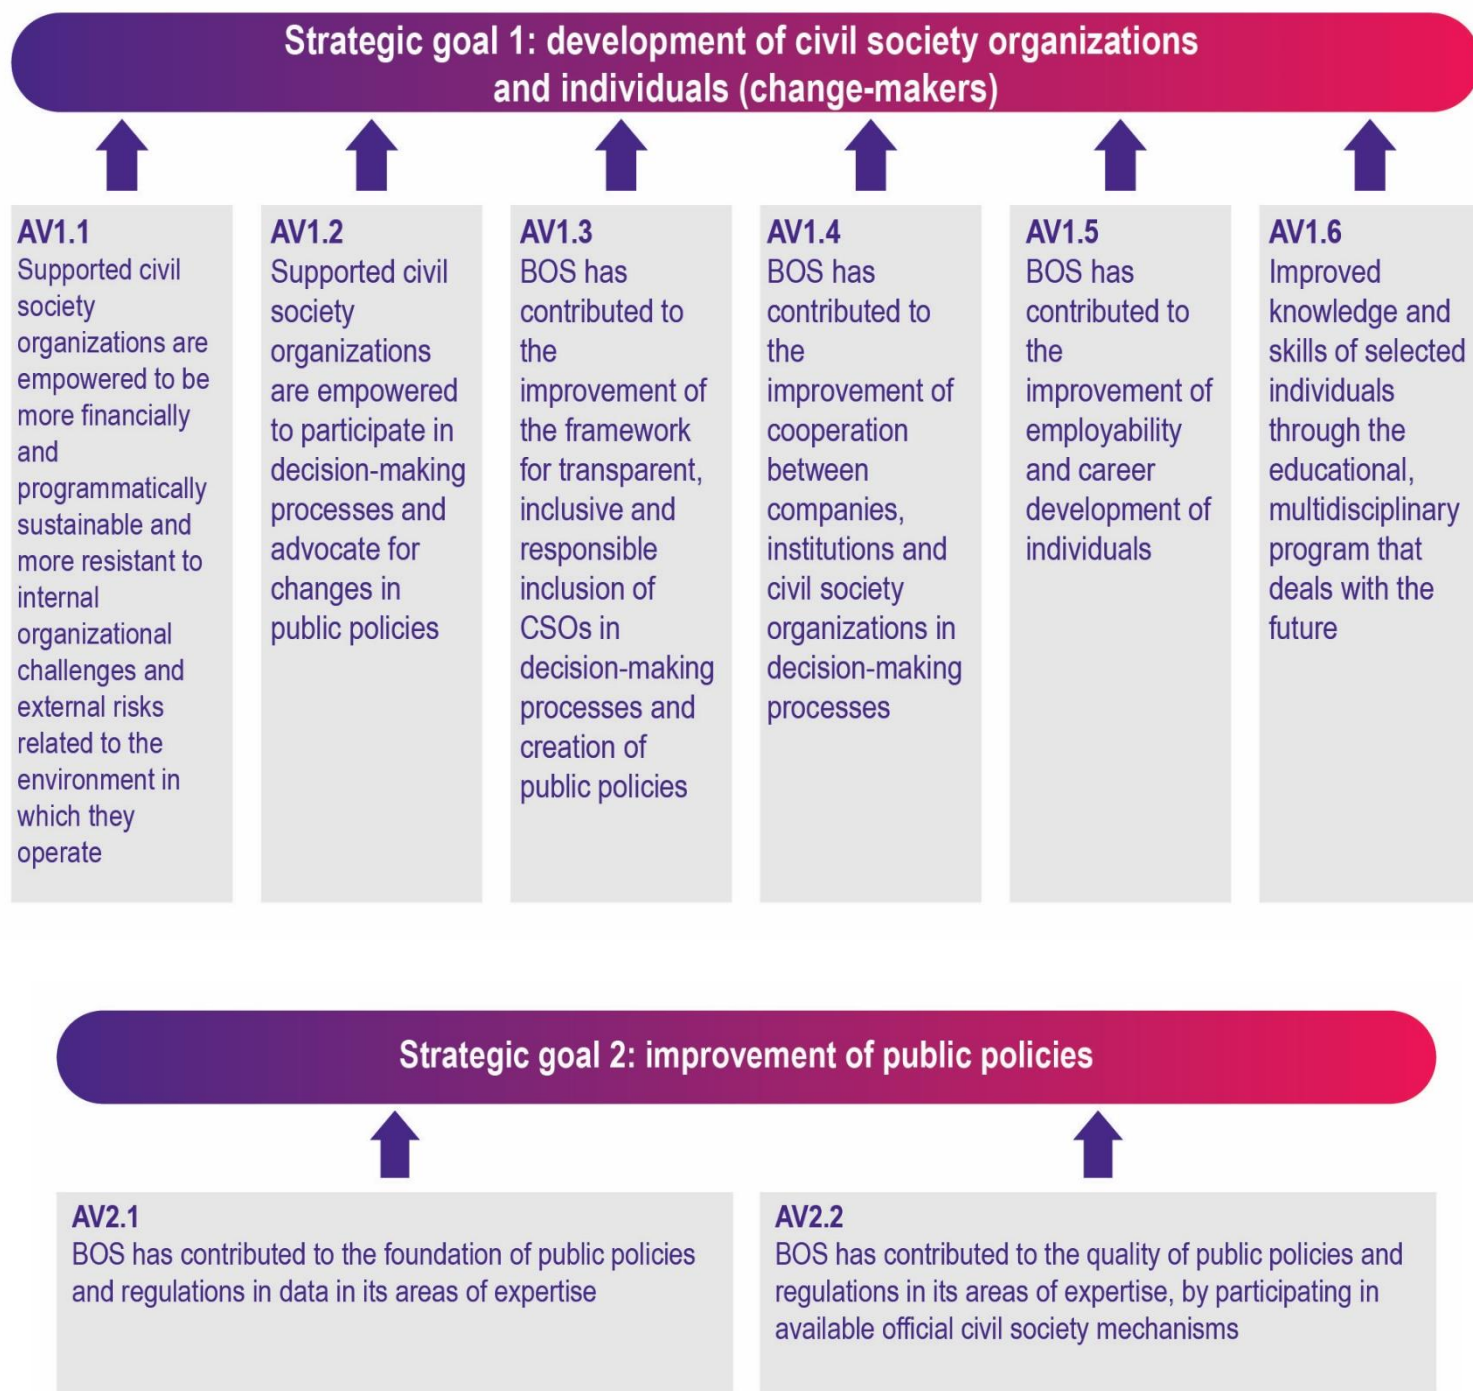 Strategic goal 1: development of civil society organizations
and individuals (change-makers)
AV1.1
Supported civil
society
organizations are
empowered to be
more financially
and
programmatically
sustainable and
more resistant to
internal
organizational
challenges and
external risks
related to the
environment in
which they
operate
AV1.2
Supported civil
society
organizations
are empowered
to participate in
decision-making
processes and
advocate for
changes in
public policies
AV1.3
BOS has
contributed to
the
improvement of
the framework
for transparent,
inclusive and
responsible
inclusion of
CSOs in
decision-making
processes and
creation of
public policies
AV1.4
BOS has
contributed to
the
improvement of
cooperation
between
companies,
institutions and
civil society
organizations in
decision-making
processes
AV1.5
BOS has
contributed to
the
improvement of
employability
and career
development of
individuals
AV1.6
Improved
knowledge and
skills of selected
individuals
through the
educational,
multidisciplinary
program that
deals with the
future
Strategic goal 2: improvement of public policies
AV2.1
BOS has contributed to the foundation of public policies
and regulations in data in its areas of expertise
AV2.2
BOS has contributed to the quality of public policies and
regulations in its areas of expertise, by participating in
available official civil society mechanisms